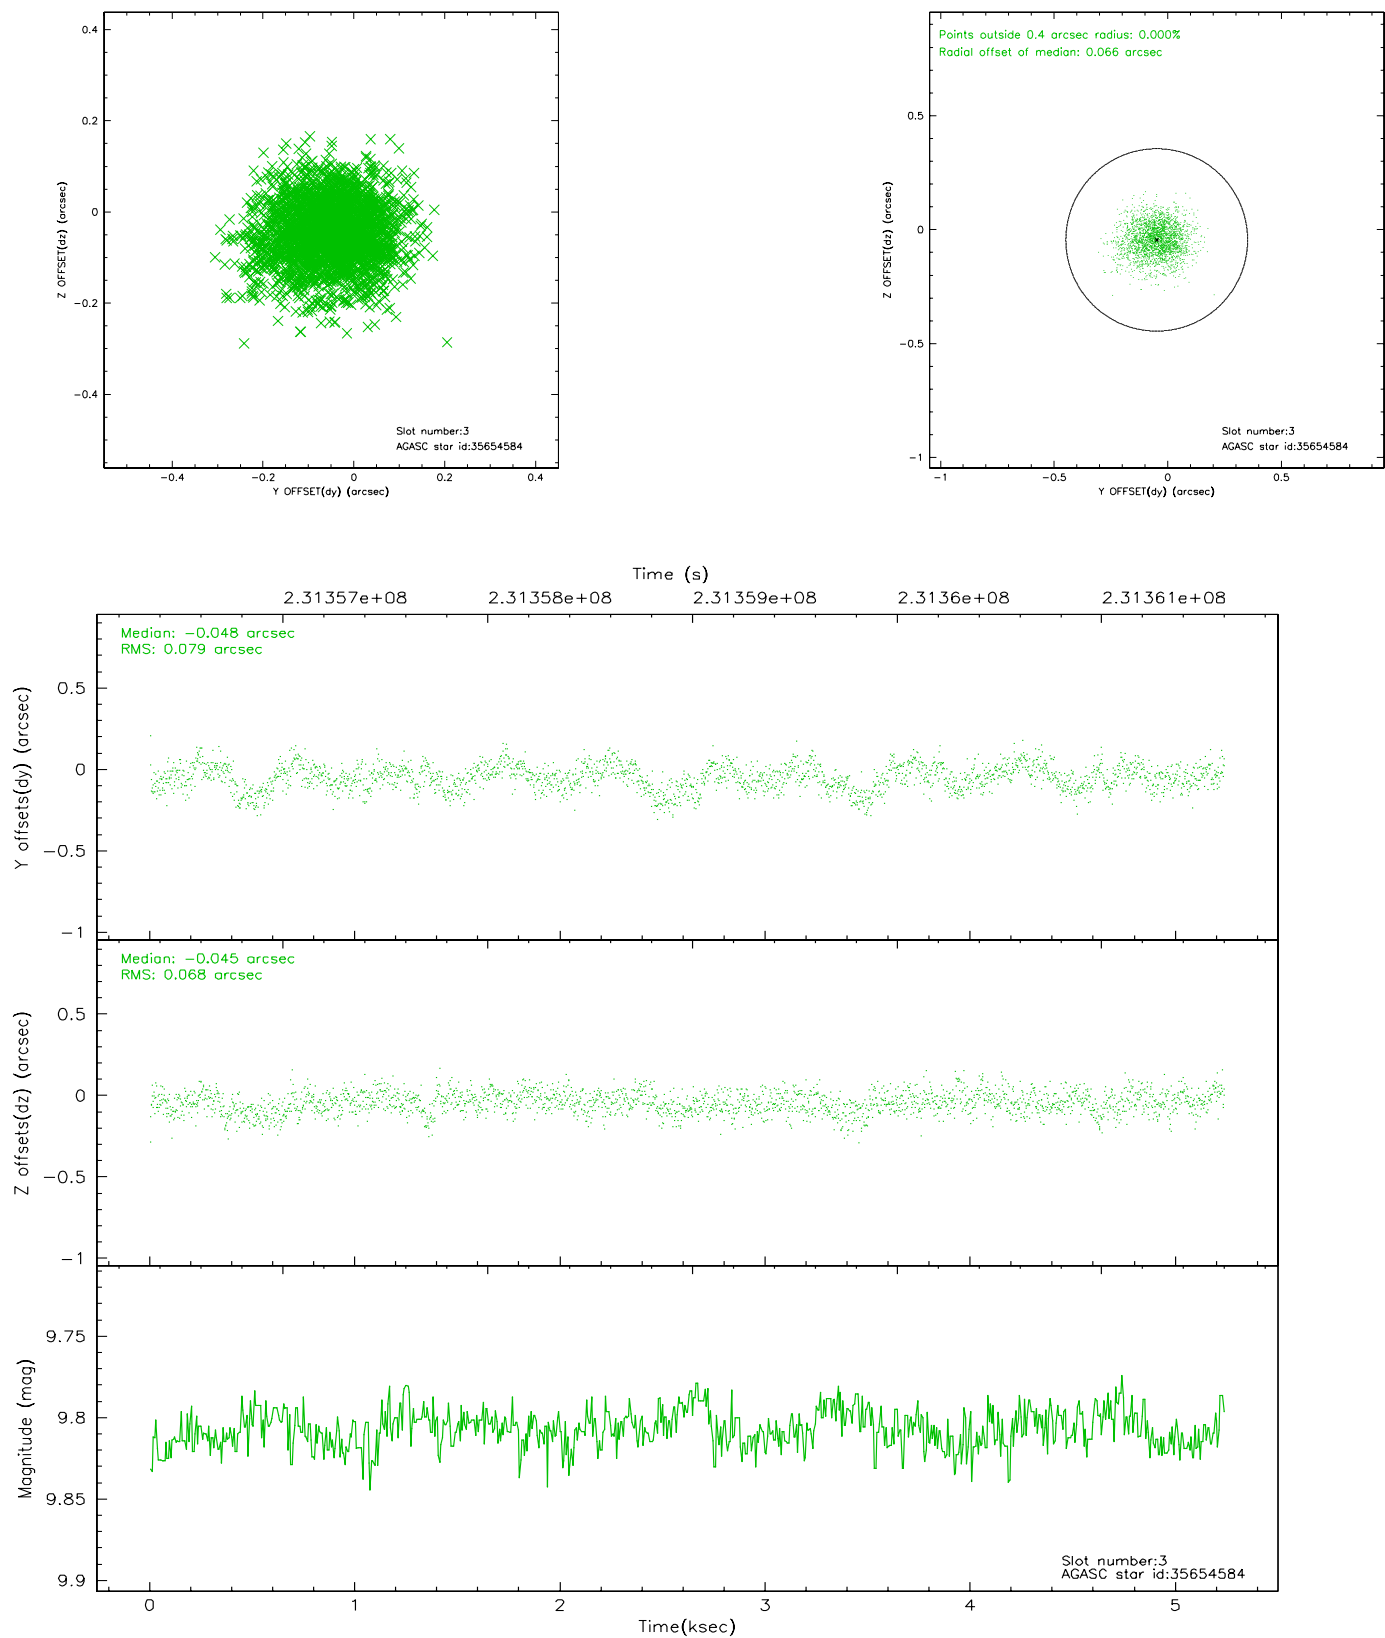 0.4
0.2
0
−0.2
−0.4
Z OFFSET(dz) (arcsec)
Slot number:3
AGASC star id:35654584
−0.4 −0.2 0 0.2 0.4
Y OFFSET(dy) (arcsec)
Points outside 0.4 arcsec radius: 0.000%
Radial offset of median: 0.066 arcsec
0.5
0
−0.5
−1
Z OFFSET(dz) (arcsec)
Slot number:3
AGASC star id:35654584
−1 −0.5 0 0.5
Y OFFSET(dy) (arcsec)
Time (s)
2.31357e+08 2.31358e+08 2.31359e+08 2.3136e+08 2.31361e+08
Median: −0.048 arcsec
RMS: 0.079 arcsec
0.5
0
−0.5
−1
Y offsets(dy) (arcsec)
Median: −0.045 arcsec
RMS: 0.068 arcsec
0.5
0
−0.5
−1
Z offsets(dz) (arcsec)
9.75
9.8
9.85
9.9
Magnitude (mag)
Slot number:3
AGASC star id:35654584
0 1 2 3 4 5
Time(ksec)